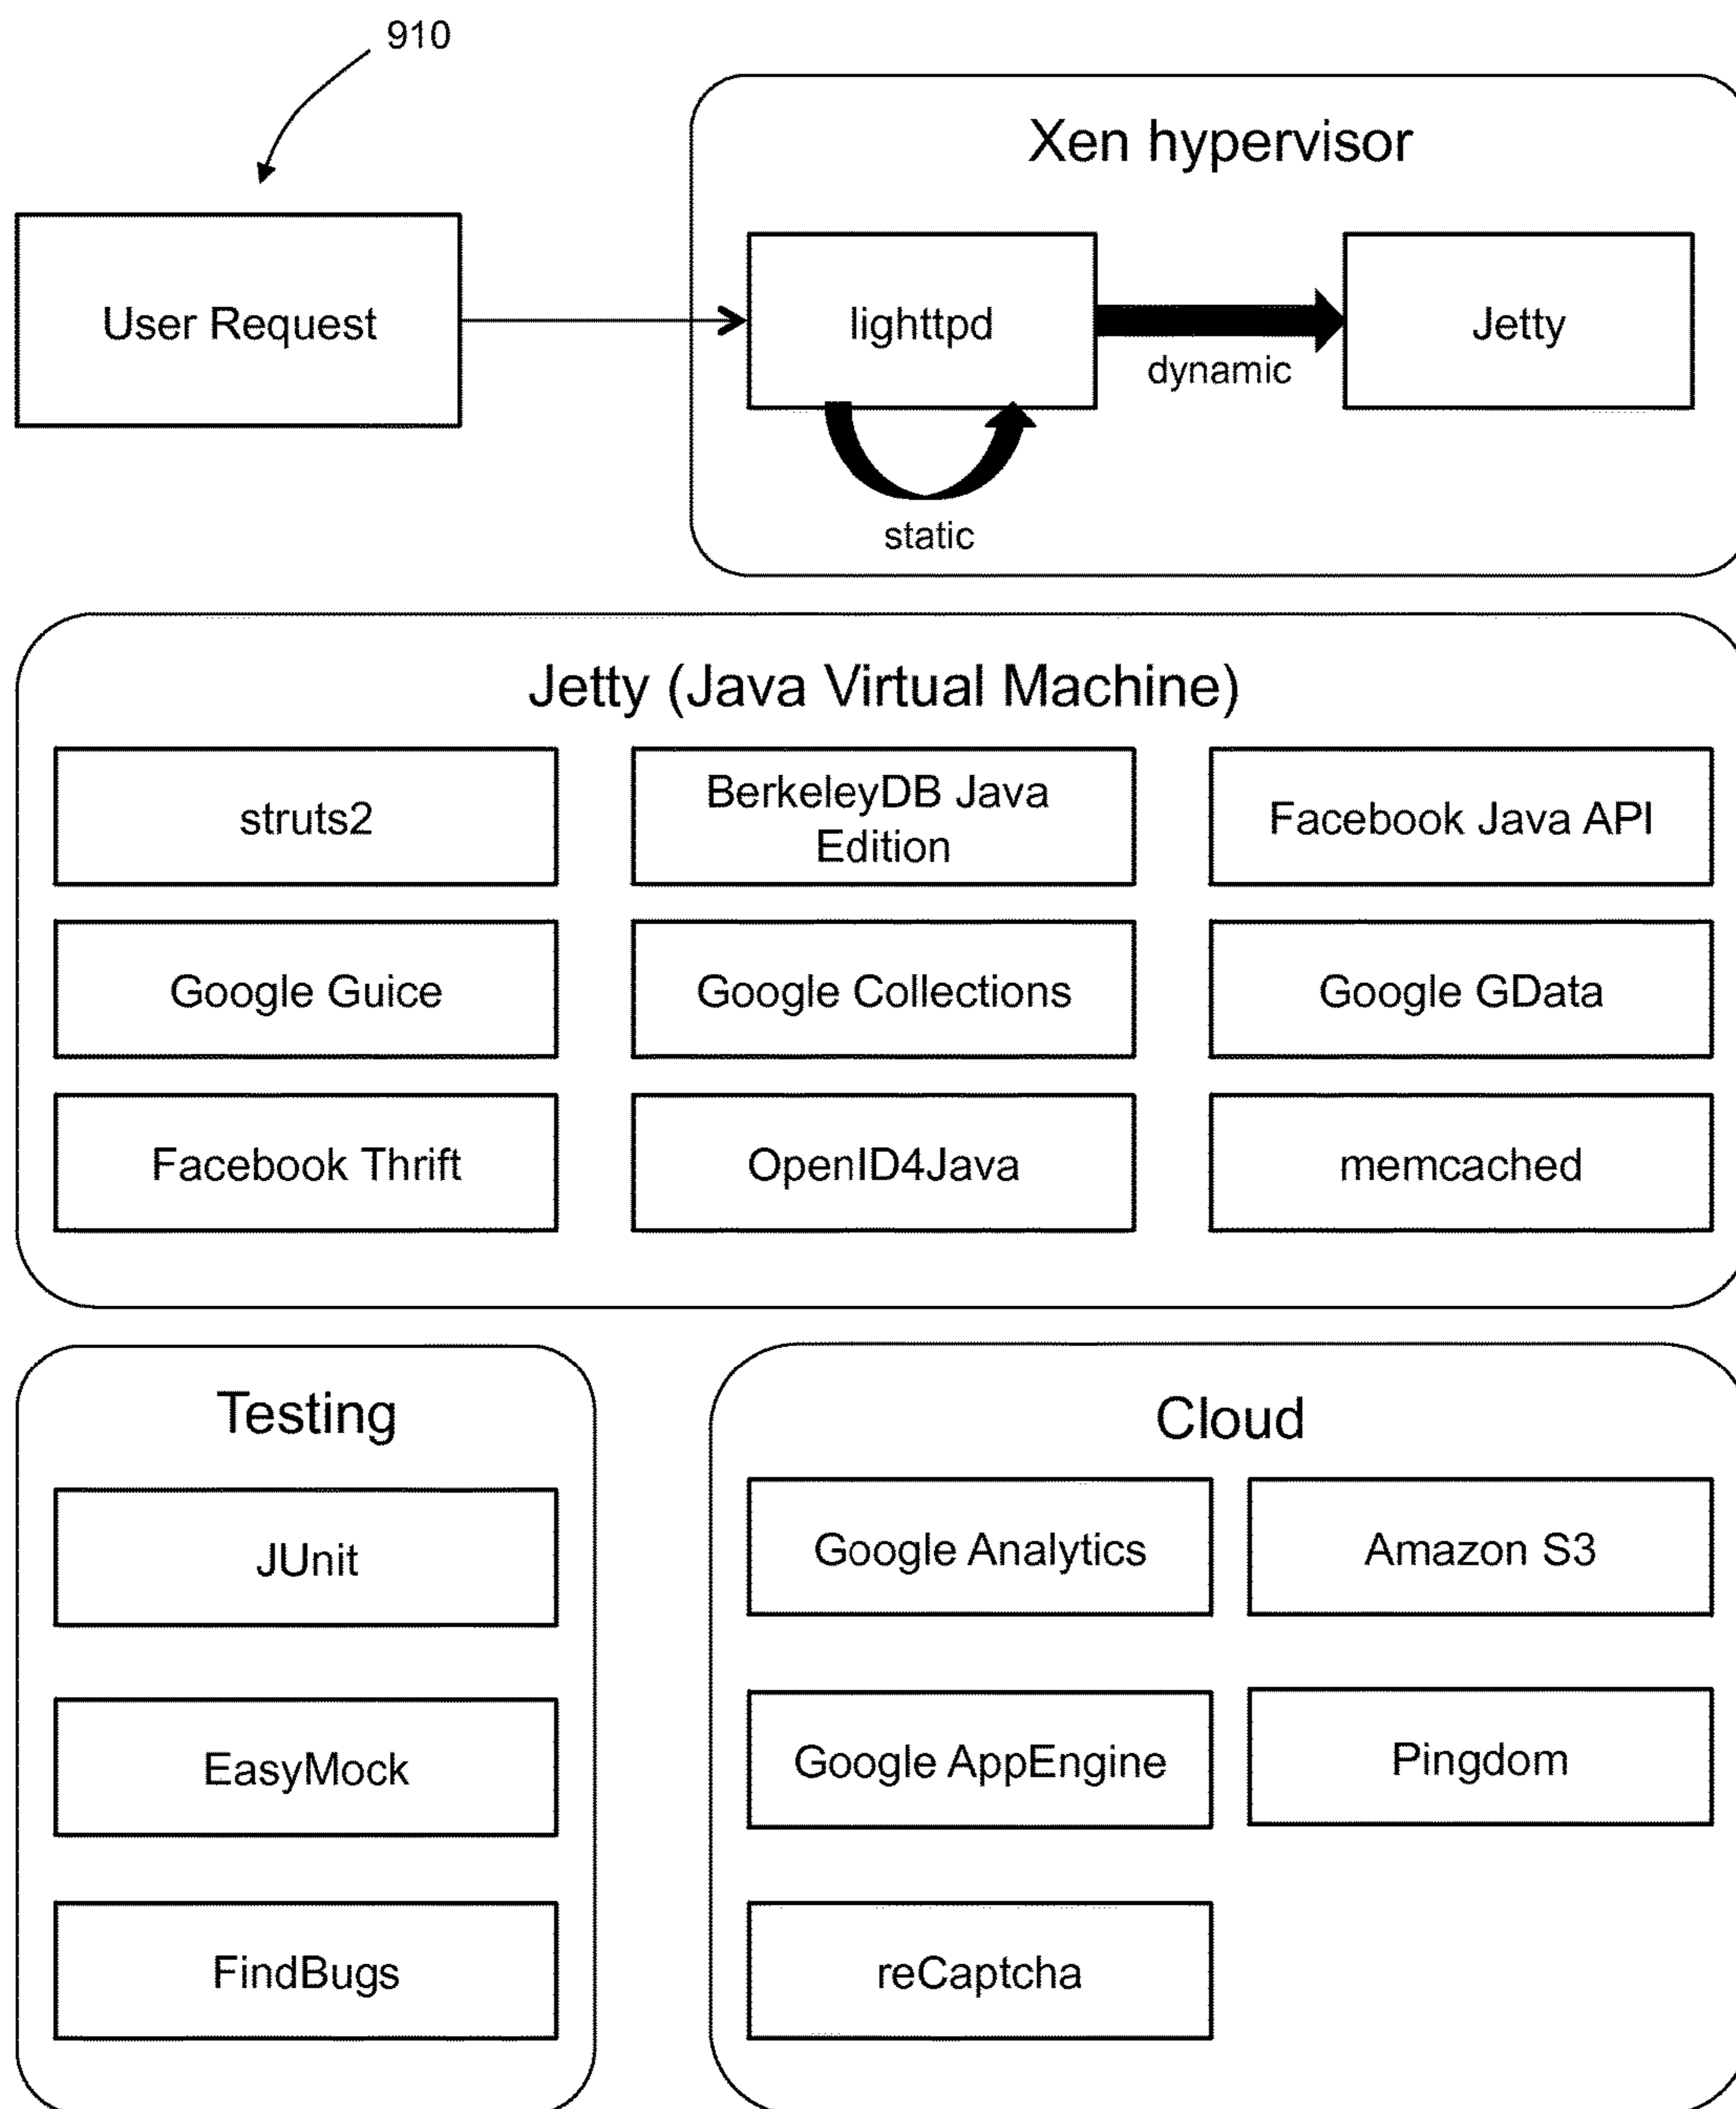 910
Xen hypervisor
User Request
lighttpd
Jetty
dynamic
static
Jetty (Java Virtual Machine)
struts2
BerkeleyDB Java
Edition
Facebook Java API
Google Guice
Google Collections
Google GData
Facebook Thrift
OpenID4Java
memcached
Testing
JUnit
EasyMock
FindBugs
Cloud
Google Analytics
Amazon S3
Google AppEngine
Pingdom
reCaptcha